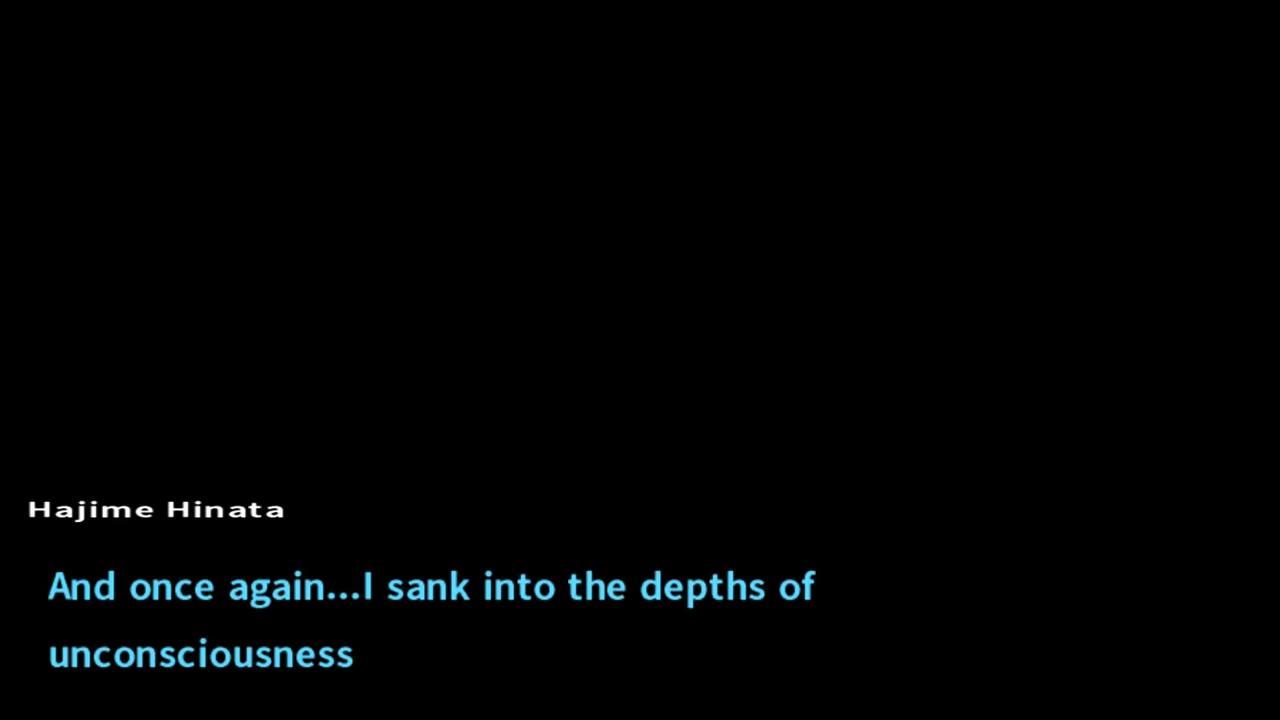 Hajime Hinata
And once again...I sank into the depths of
unconsciousness